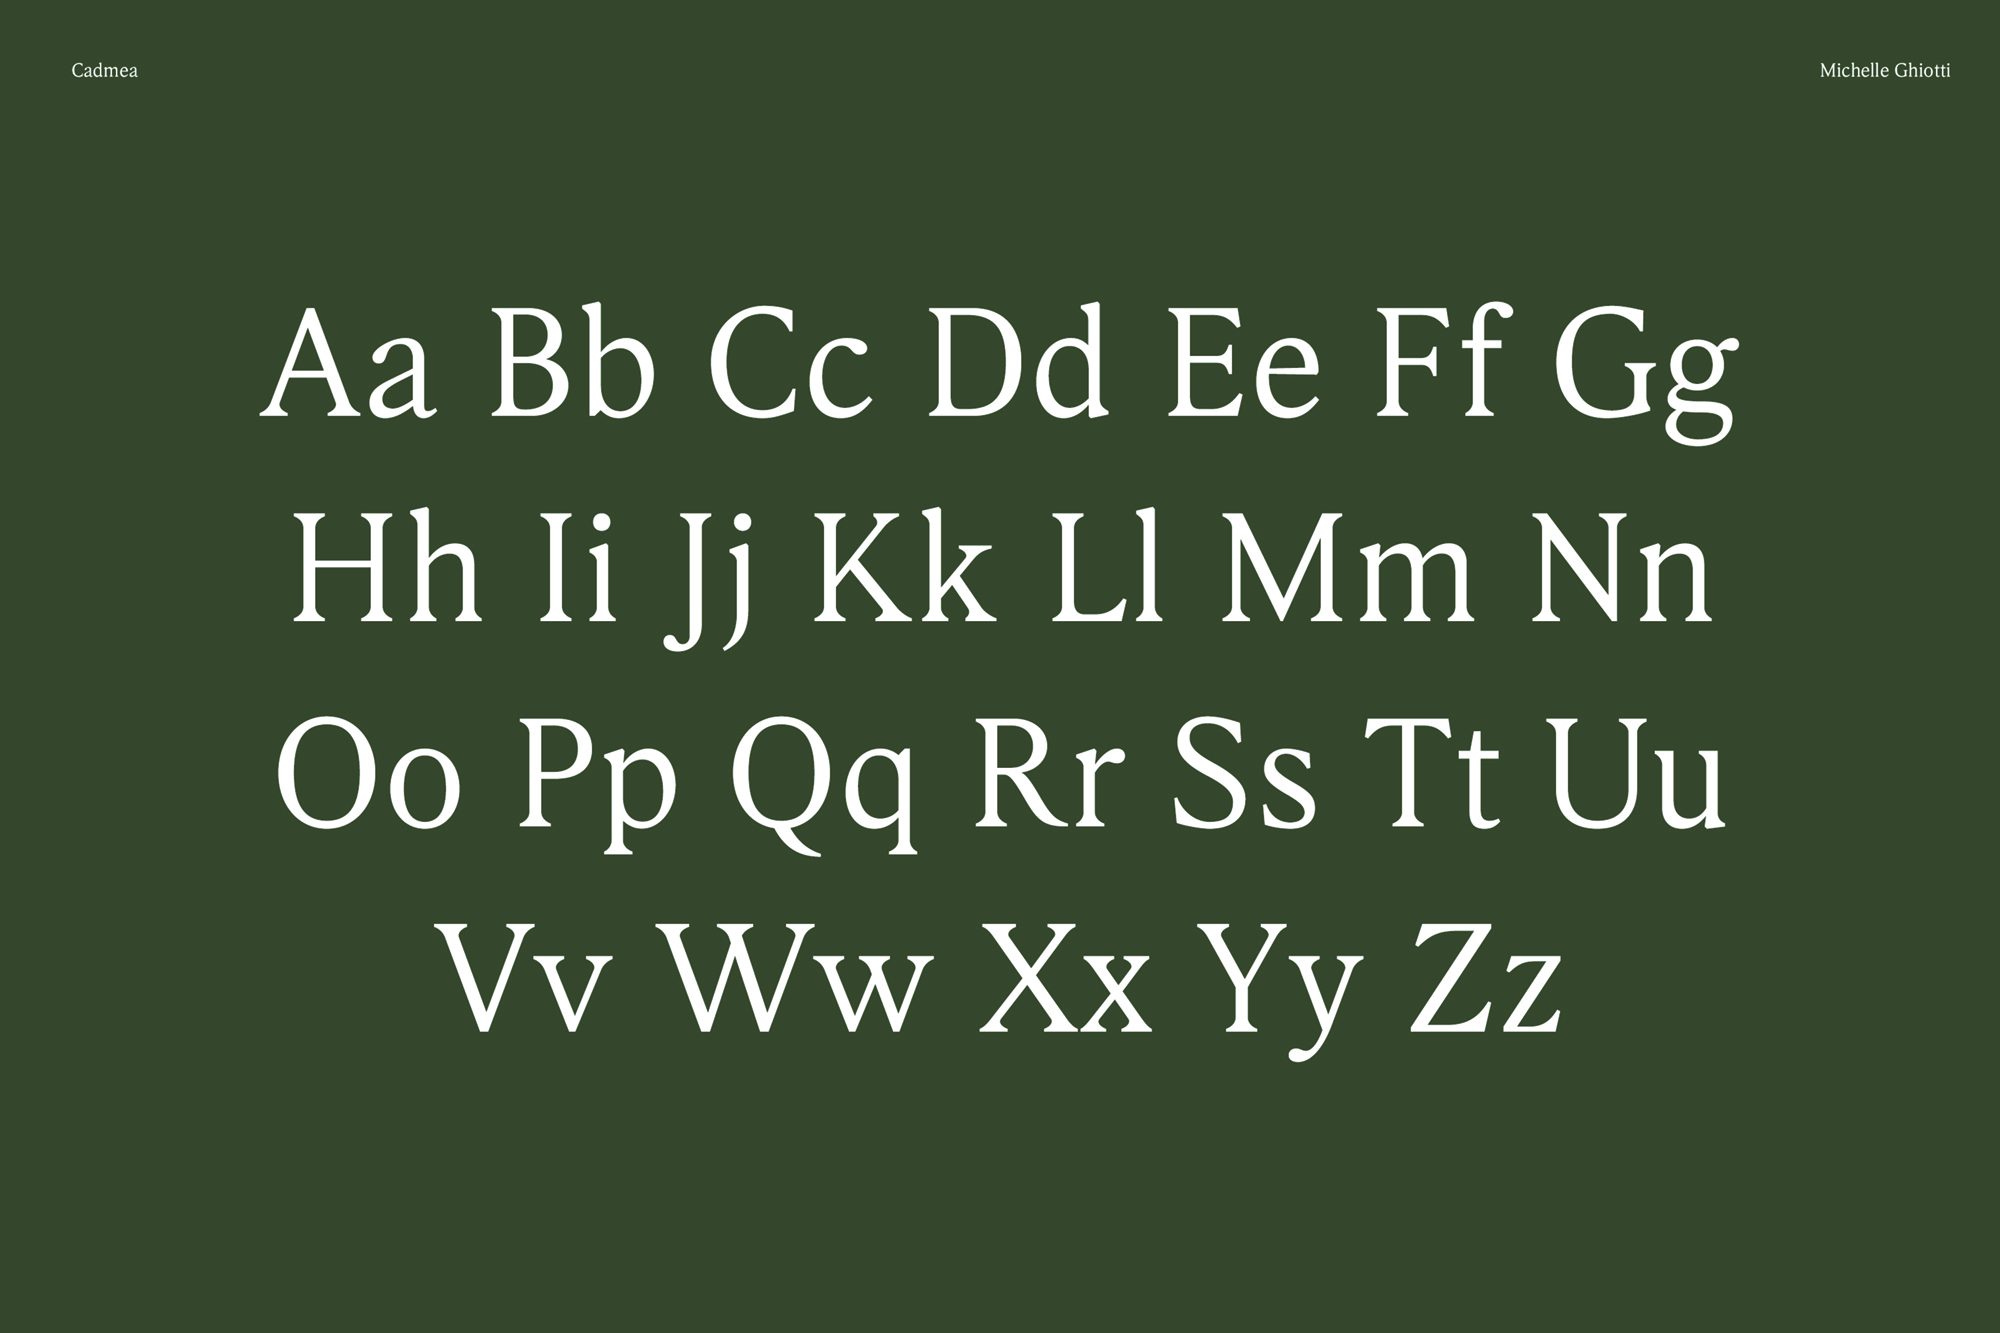 Cadmea
Michelle Ghiotti
Aa Bb Cc Dd Ee Ff Gg
Hh Ii Jj Kk Ll Mm Nn
Oo Pp Qq Rr Ss Tt Uu
Vv Ww Xx Yy Zz